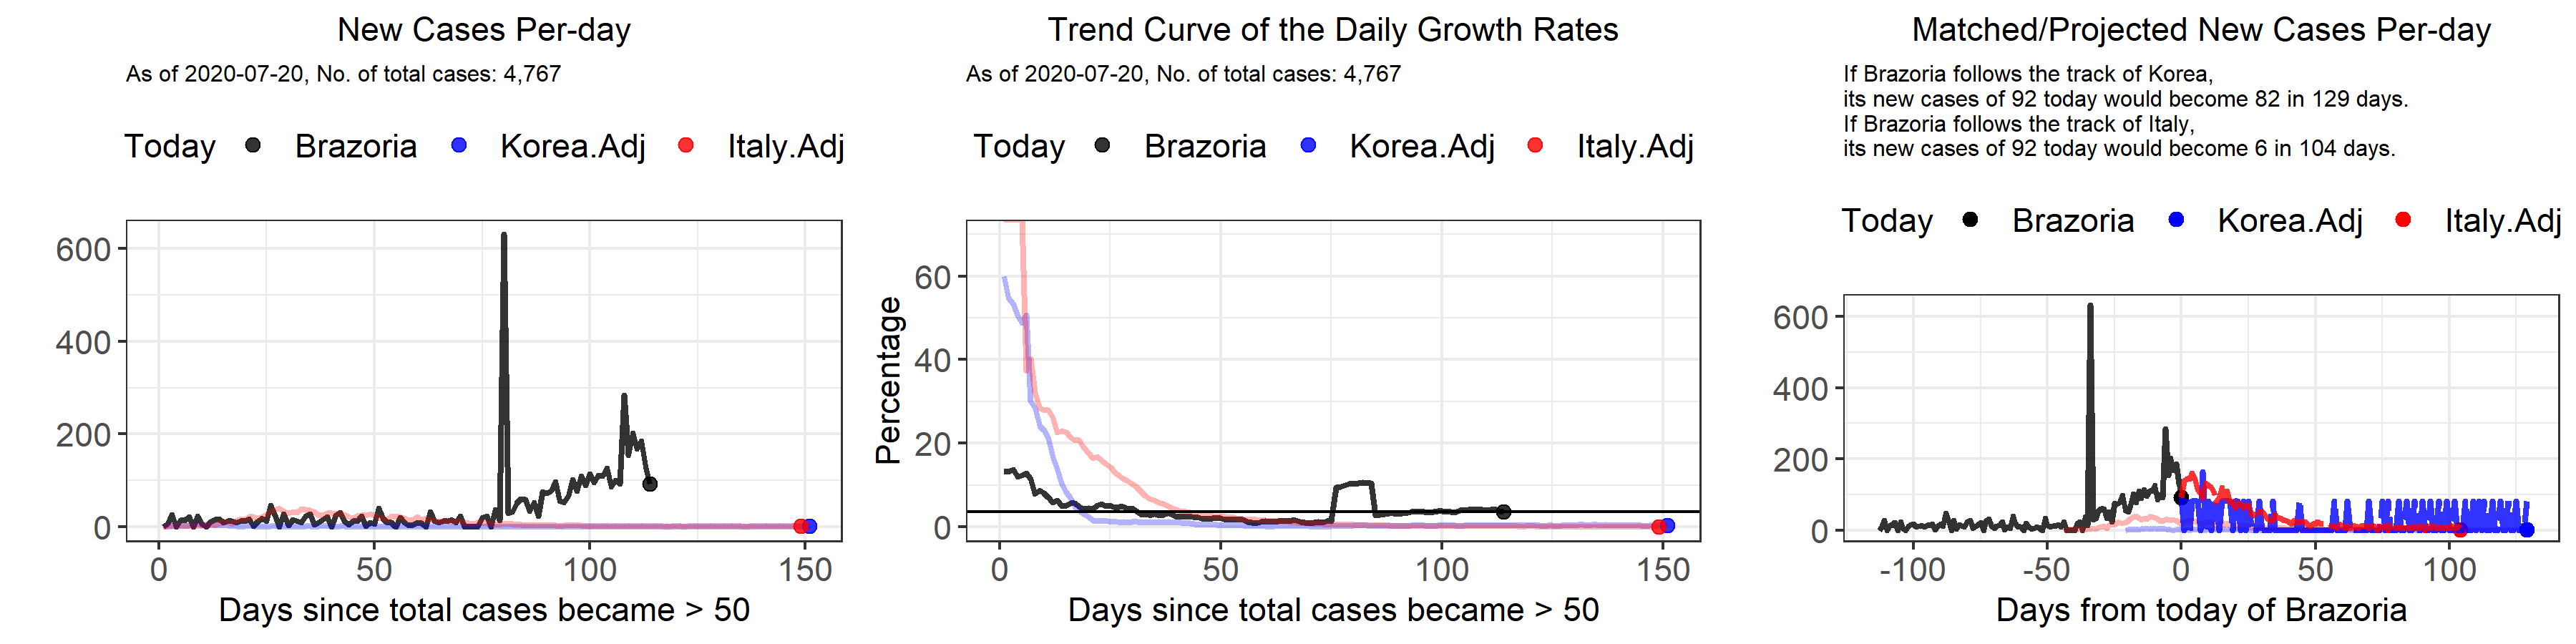 New Cases Per-day
As of 2020-07-20, No. of total cases: 4,767
Today Brazoria Korea.Adj Italy.Adj
600
400
200
0
0 50 100 150
Days since total cases became > 50
Trend Curve of the Daily Growth Rates
As of 2020-07-20, No. of total cases: 4,767
Today Brazoria Korea.Adj Italy.Adj
Percentage
60
40
20
0
0 50 100 150
Days since total cases became > 50
Matched/Projected New Cases Per-day
If Brazoria follows the track of Korea,
its new cases of 92 today would become 82 in 129 days.
If Brazoria follows the track of Italy,
its new cases of 92 today would become 6 in 104 days.
Today Brazoria Korea.Adj Italy.Adj
600
400
200
0
-100 -50 0 50 100
Days from today of Brazoria